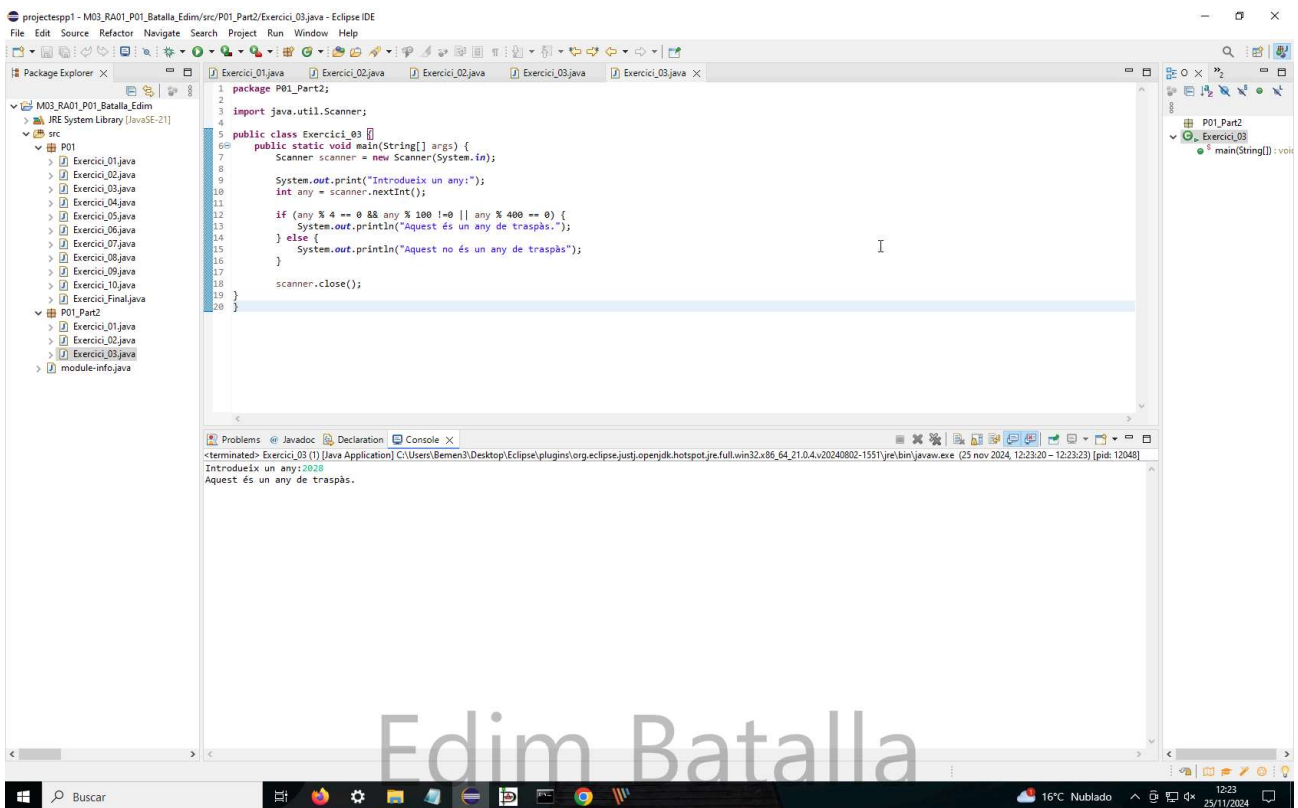 projectespp1 - M03_RA01_P01_Batalla_Edim/src/P01_Part2/Exercici_03.java - Eclipse IDE
File Edit Source Refactor Navigate Search Project Run Window Help
Package Explorer
M03_RA01_P01_Batalla_Edim
JRE System Library [JavaSE-21]
src
P01
Exercici_01.java
Exercici_02.java
Exercici_03.java
Exercici_04.java
Exercici_05.java
Exercici_06.java
Exercici_07.java
Exercici_08.java
Exercici_09.java
Exercici_10.java
Exercici_Final.java
P01_Part2
Exercici_01.java
Exercici_02.java
Exercici_03.java
module-info.java
Exercici_01.java Exercici_02.java Exercici_02.java Exercici_03.java Exercici_03.java
1 package P01_Part2;
2
3 import java.util.Scanner;
4
5 public class Exercici_03 {
6 public static void main(String[] args) {
7 Scanner scanner = new Scanner(System.in);
8
9 System.out.print("Introdueix un any:");
10 int any = scanner.nextInt();
11
12 if (any % 4 == 0 && any % 100 !=0 || any % 400 == 0) {
13 System.out.println("Aquest és un any de traspàs.");
14 } else {
15 System.out.println("Aquest no és un any de traspàs");
16 }
17
18 scanner.close();
19 }
20 }
O 2
P01_Part2
Exercici_03
main(String[]) : voi
Problems Javadoc Declaration Console
<terminated> Exercici_03 (1) [Java Application] C:\Users\Bemen3\Desktop\Eclipse\plugins\org.eclipse.justj.openjdk.hotspot.jre.full.win32.x86_64_21.0.4.v20240802-1551\jre\bin\javaw.exe (25 nov 2024, 12:23:20 – 12:23:23) [pid: 12048]
Introdueix un any:2028
Aquest és un any de traspàs.
Edim Batalla
Buscar
16°C Nublado
12:23
25/11/2024